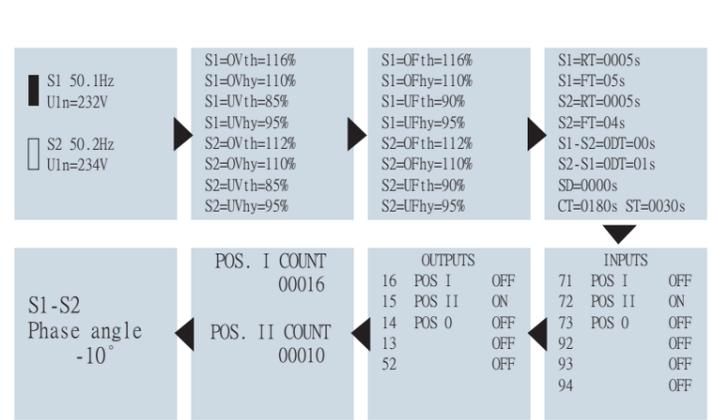 S1 50.1Hz
U1n=232V
S2 50.2Hz
U1n=234V
S1=OVth=116%
S1=OVhy=110%
S1=UVth=85%
S1=UVhy=95%
S2=OVth=112%
S2=OVhy=110%
S2=UVth=85%
S2=UVhy=95%
S1=OFth=116%
S1=OFhy=110%
S1=UFth=90%
S1=UFhy=95%
S2=OFth=112%
S2=OFhy=110%
S2=UFth=90%
S2=UFhy=95%
S1=RT=0005s
S1=FT=05s
S2=RT=0005s
S2=FT=04s
S1-S2=ODT=00s
S2-S1=ODT=01s
SD=0000s
CT=0180s ST=0030s
INPUTS
71 POS I OFF
72 POS II ON
73 POS 0 OFF
92 OFF
93 OFF
94 OFF
OUTPUTS
16 POS I OFF
15 POS II ON
14 POS 0 OFF
13 OFF
52 OFF
POS. I COUNT
00016
POS. II COUNT
00010
S1-S2
Phase angle
-10°